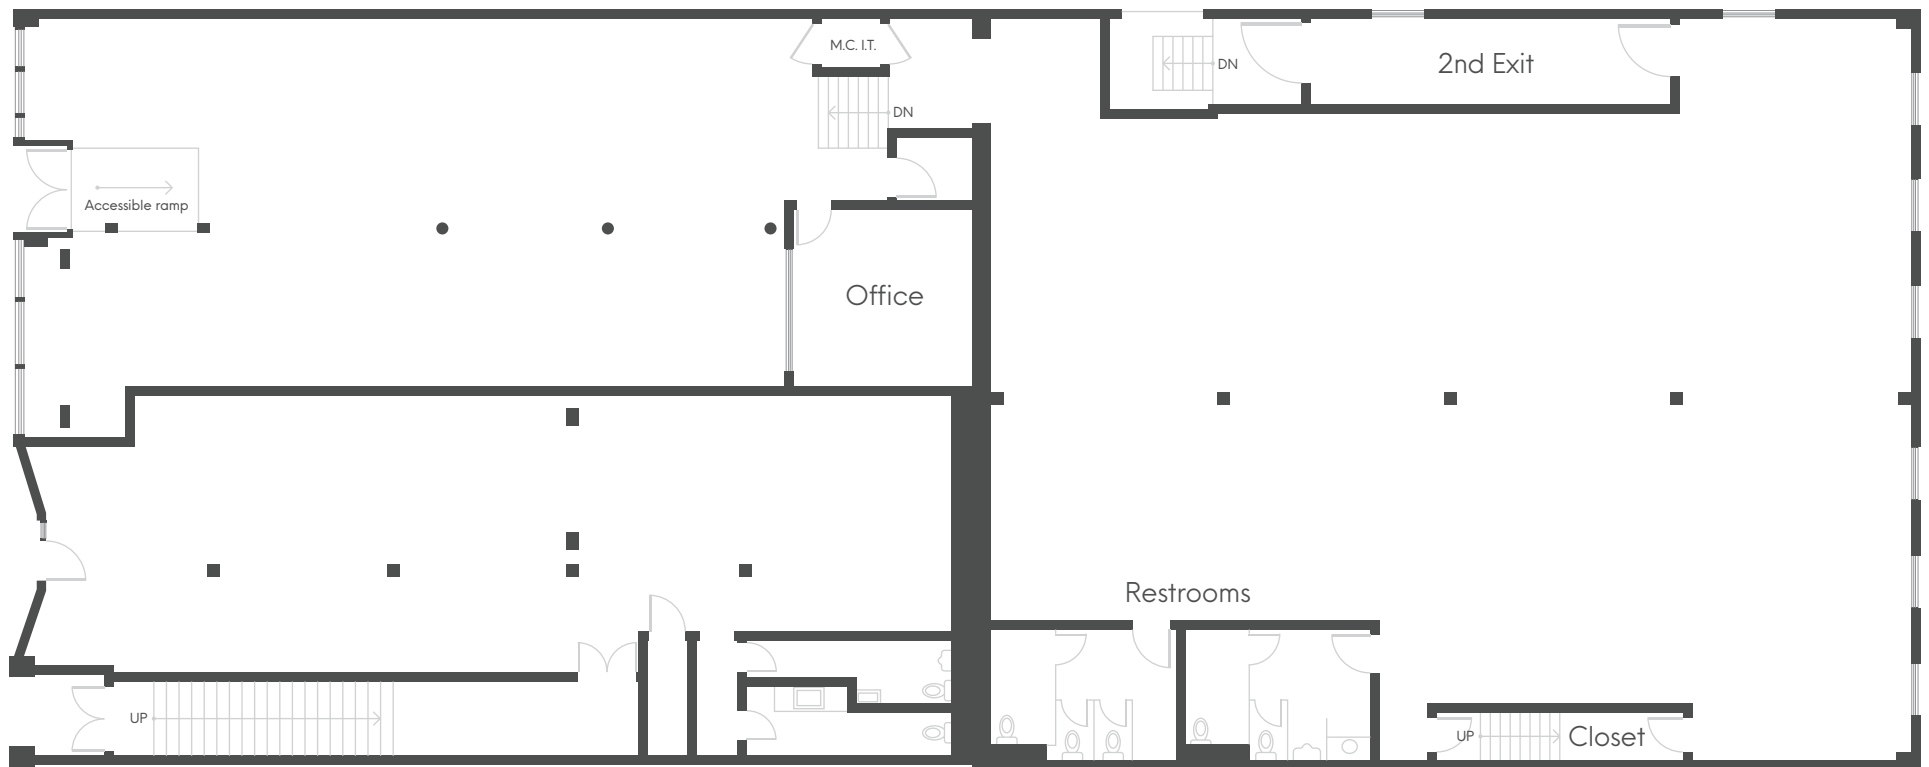 M.C. I.T.
2nd Exit
DN
DN
Accessible ramp
Office
Restrooms
UP
UP
Closet